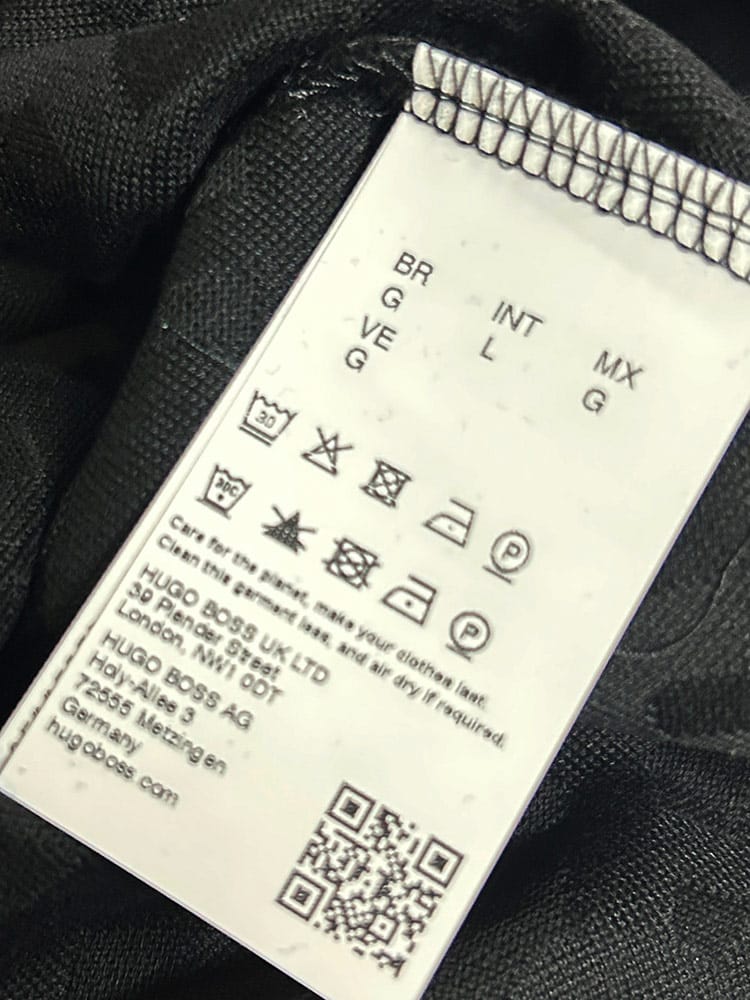 BR INT MX
G L G
VE
G
30
P
30C
P
Care for the planet, make your clothes last.
Clean this garment less, and air dry if required.
HUGO BOSS UK LTD
39 Plender Street
London, NW1 0DT
HUGO BOSS AG
Holy-Allee 3
72555 Metzingen
Germany
hugoboss.com